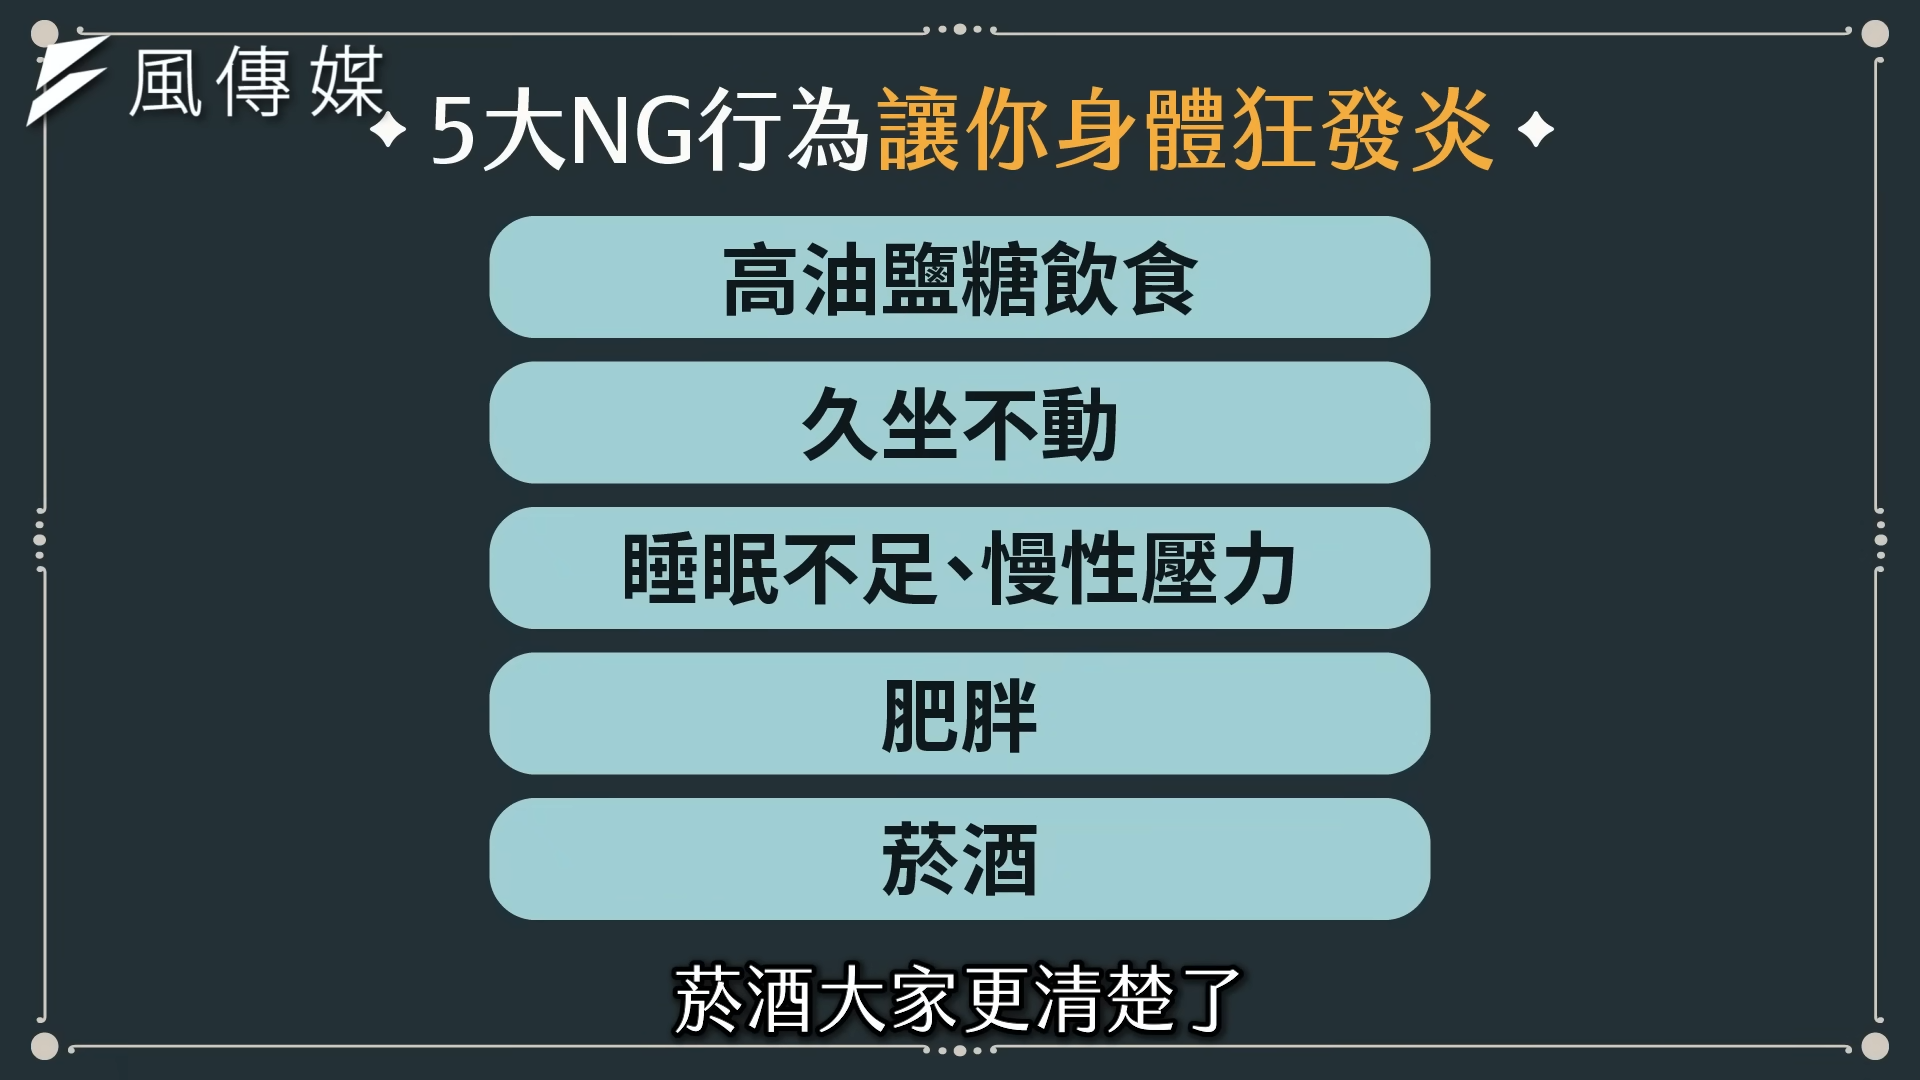 風傳媒
5大NG行為讓你身體狂發炎
高油鹽糖飲食
久坐不動
睡眠不足、慢性壓力
肥胖
菸酒
菸酒大家更清楚了